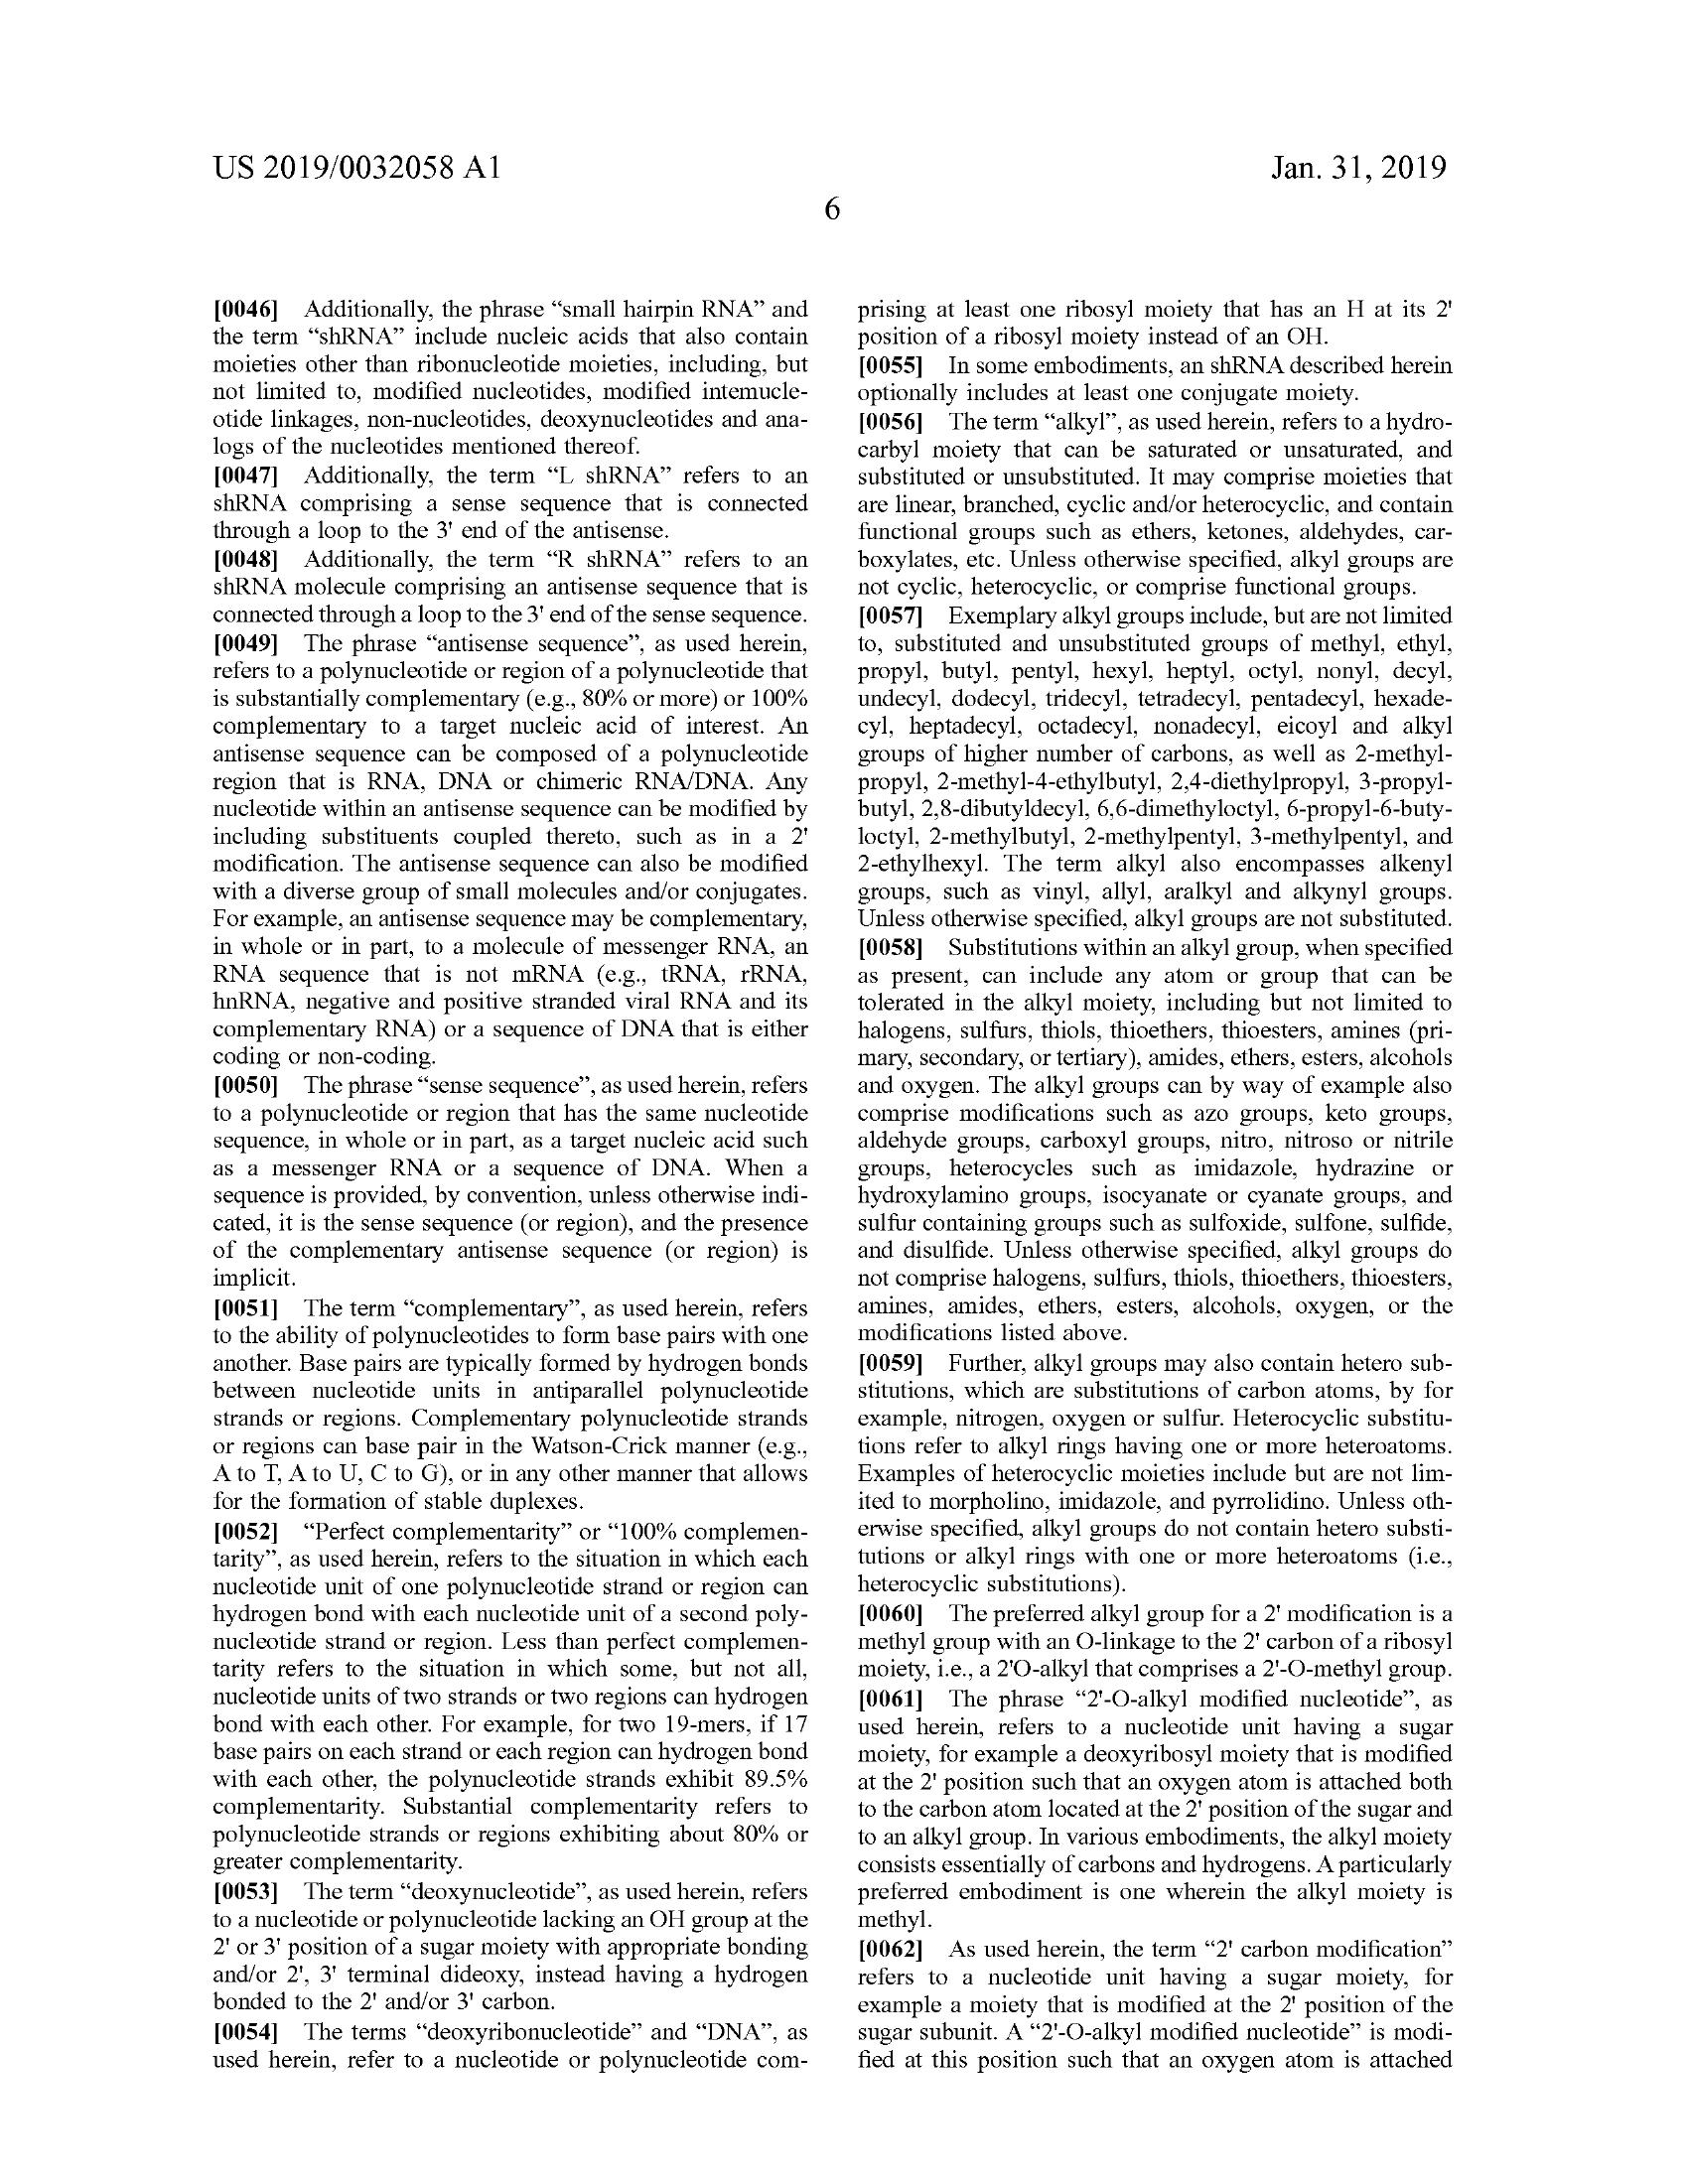 US 2019/0032058 A1
Jan. 31, 2019
6
[0046] Additionally, the phrase “small hairpin RNA” and
the term “shRNA” include nucleic acids that also contain
moieties other than ribonucleotide moieties, including, but
not limited to, modified nucleotides, modified intemucle-
otide linkages, non-nucleotides, deoxynucleotides and ana-
logs of the nucleotides mentioned thereof.
[0047] Additionally, the term “L shRNA” refers to an
shRNA comprising a sense sequence that is connected
through a loop to the 3' end of the antisense.
[0048] Additionally, the term “R shRNA” refers to an
shRNA molecule comprising an antisense sequence that is
connected through a loop to the 3' end of the sense sequence.
[0049] The phrase “antisense sequence”, as used herein,
refers to a polynucleotide or region of a polynucleotide that
is substantially complementary (e.g., 80% or more) or 100%
complementary to a target nucleic acid of interest. An
antisense sequence can be composed of a polynucleotide
region that is RNA, DNA or chimeric RNA/DNA. Any
nucleotide within an antisense sequence can be modified by
including substituents coupled thereto, such as in a 2'
modification. The antisense sequence can also be modified
with a diverse group of small molecules and/or conjugates.
For example, an antisense sequence may be complementary,
in whole or in part, to a molecule of messenger RNA, an
RNA sequence that is not mRNA (e.g., tRNA, rRNA,
hnRNA, negative and positive stranded viral RNA and its
complementary RNA) or a sequence of DNA that is either
coding or non-coding.
[0050] The phrase “sense sequence”, as used herein, refers
to a polynucleotide or region that has the same nucleotide
sequence, in whole or in part, as a target nucleic acid such
as a messenger RNA or a sequence of DNA. When a
sequence is provided, by convention, unless otherwise indi-
cated, it is the sense sequence (or region), and the presence
of the complementary antisense sequence (or region) is
implicit.
[0051] The term “complementary”, as used herein, refers
to the ability of polynucleotides to form base pairs with one
another. Base pairs are typically formed by hydrogen bonds
between nucleotide units in antiparallel polynucleotide
strands or regions. Complementary polynucleotide strands
or regions can base pair in the Watson-Crick manner (e.g.,
A to T, A to U, C to G), or in any other manner that allows
for the formation of stable duplexes.
[0052] “Perfect complementarity” or “100% complemen-
tarity”, as used herein, refers to the situation in which each
nucleotide unit of one polynucleotide strand or region can
hydrogen bond with each nucleotide unit of a second poly-
nucleotide strand or region. Less than perfect complemen-
tarity refers to the situation in which some, but not all,
nucleotide units of two strands or two regions can hydrogen
bond with each other. For example, for two 19-mers, if 17
base pairs on each strand or each region can hydrogen bond
with each other, the polynucleotide strands exhibit 89.5%
complementarity. Substantial complementarity refers to
polynucleotide strands or regions exhibiting about 80% or
greater complementarity.
[0053] The term “deoxynucleotide”, as used herein, refers
to a nucleotide or polynucleotide lacking an OH group at the
2' or 3' position of a sugar moiety with appropriate bonding
and/or 2', 3' terminal dideoxy, instead having a hydrogen
bonded to the 2' and/or 3' carbon.
[0054] The terms “deoxyribonucleotide” and “DNA”, as
used herein, refer to a nucleotide or polynucleotide com-
prising at least one ribosyl moiety that has an H at its 2'
position of a ribosyl moiety instead of an OH.
[0055] In some embodiments, an shRNA described herein
optionally includes at least one conjugate moiety.
[0056] The term “alkyl”, as used herein, refers to a hydro-
carbyl moiety that can be saturated or unsaturated, and
substituted or unsubstituted. It may comprise moieties that
are linear, branched, cyclic and/or heterocyclic, and contain
functional groups such as ethers, ketones, aldehydes, car-
boxylates, etc. Unless otherwise specified, alkyl groups are
not cyclic, heterocyclic, or comprise functional groups.
[0057] Exemplary alkyl groups include, but are not limited
to, substituted and unsubstituted groups of methyl, ethyl,
propyl, butyl, pentyl, hexyl, heptyl, octyl, nonyl, decyl,
undecyl, dodecyl, tridecyl, tetradecyl, pentadecyl, hexade-
cyl, heptadecyl, octadecyl, nonadecyl, eicoyl and alkyl
groups of higher number of carbons, as well as 2-methyl-
propyl, 2-methyl-4-ethylbutyl, 2,4-diethylpropyl, 3-propyl-
butyl, 2,8-dibutyldecyl, 6,6-dimethyloctyl, 6-propyl-6-buty-
loctyl, 2-methylbutyl, 2-methylpentyl, 3-methylpentyl, and
2-ethylhexyl. The term alkyl also encompasses alkenyl
groups, such as vinyl, allyl, aralkyl and alkynyl groups.
Unless otherwise specified, alkyl groups are not substituted.
[0058] Substitutions within an alkyl group, when specified
as present, can include any atom or group that can be
tolerated in the alkyl moiety, including but not limited to
halogens, sulfurs, thiols, thioethers, thioesters, amines (pri-
mary, secondary, or tertiary), amides, ethers, esters, alcohols
and oxygen. The alkyl groups can by way of example also
comprise modifications such as azo groups, keto groups,
aldehyde groups, carboxyl groups, nitro, nitroso or nitrile
groups, heterocycles such as imidazole, hydrazine or
hydroxylamino groups, isocyanate or cyanate groups, and
sulfur containing groups such as sulfoxide, sulfone, sulfide,
and disulfide. Unless otherwise specified, alkyl groups do
not comprise halogens, sulfurs, thiols, thioethers, thioesters,
amines, amides, ethers, esters, alcohols, oxygen, or the
modifications listed above.
[0059] Further, alkyl groups may also contain hetero sub-
stitutions, which are substitutions of carbon atoms, by for
example, nitrogen, oxygen or sulfur. Heterocyclic substitu-
tions refer to alkyl rings having one or more heteroatoms.
Examples of heterocyclic moieties include but are not lim-
ited to morpholino, imidazole, and pyrrolidino. Unless oth-
erwise specified, alkyl groups do not contain hetero substi-
tutions or alkyl rings with one or more heteroatoms (i.e.,
heterocyclic substitutions).
[0060] The preferred alkyl group for a 2' modification is a
methyl group with an O-linkage to the 2' carbon of a ribosyl
moiety, i.e., a 2'O-alkyl that comprises a 2'-O-methyl group.
[0061] The phrase “2'-O-alkyl modified nucleotide”, as
used herein, refers to a nucleotide unit having a sugar
moiety, for example a deoxyribosyl moiety that is modified
at the 2' position such that an oxygen atom is attached both
to the carbon atom located at the 2' position of the sugar and
to an alkyl group. In various embodiments, the alkyl moiety
consists essentially of carbons and hydrogens. A particularly
preferred embodiment is one wherein the alkyl moiety is
methyl.
[0062] As used herein, the term “2' carbon modification”
refers to a nucleotide unit having a sugar moiety, for
example a moiety that is modified at the 2' position of the
sugar subunit. A “2'-O-alkyl modified nucleotide” is modi-
fied at this position such that an oxygen atom is attached